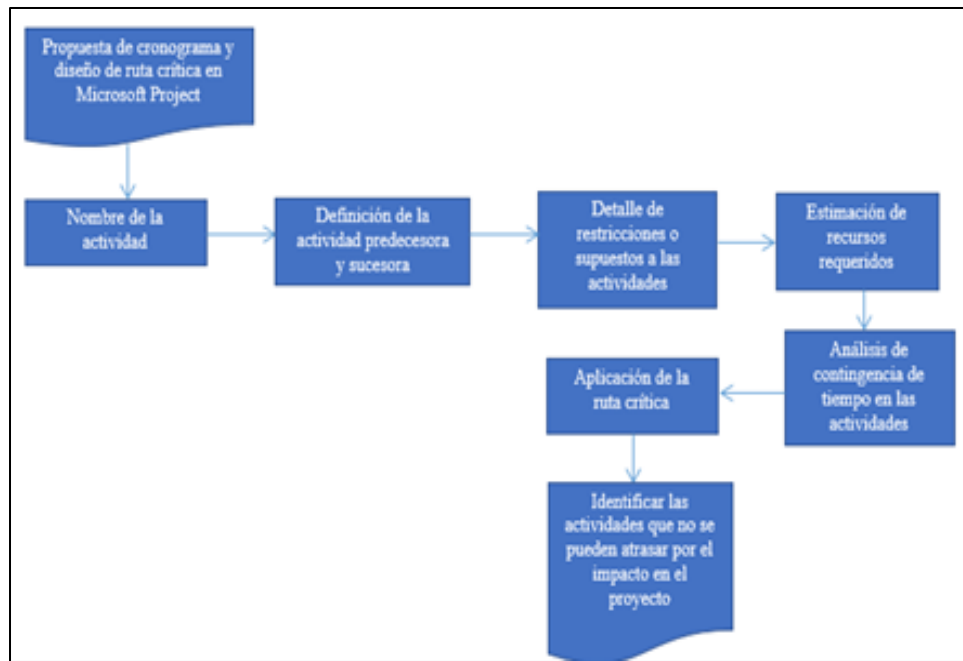 Propuesta de cronograma y
diseño de ruta crítica en
Microsoft Project
Nombre de la
actividad
Definición de la
actividad predecesora
y sucesora
Detalle de
restricciones o
supuestos a las
actividades
Estimación de
recursos
requeridos
Análisis de
contingencia de
tiempo en las
actividades
Aplicación de la
ruta crítica
Identificar las
actividades que no se
pueden atrasar por el
impacto en el
proyecto